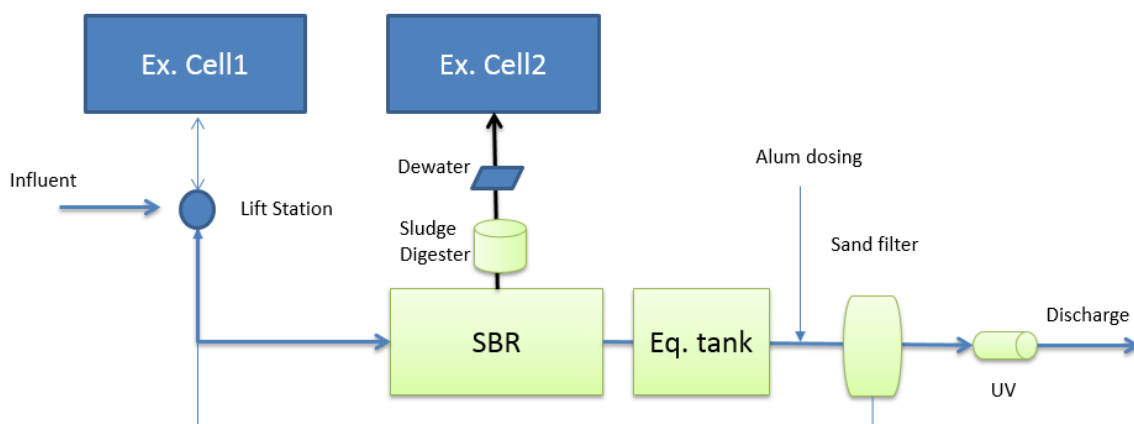 Ex. Cell1
Ex. Cell2
Alum dosing
Dewater
Influent
Lift Station
Sludge
Digester
Sand filter
Discharge
SBR
Eq. tank
UV